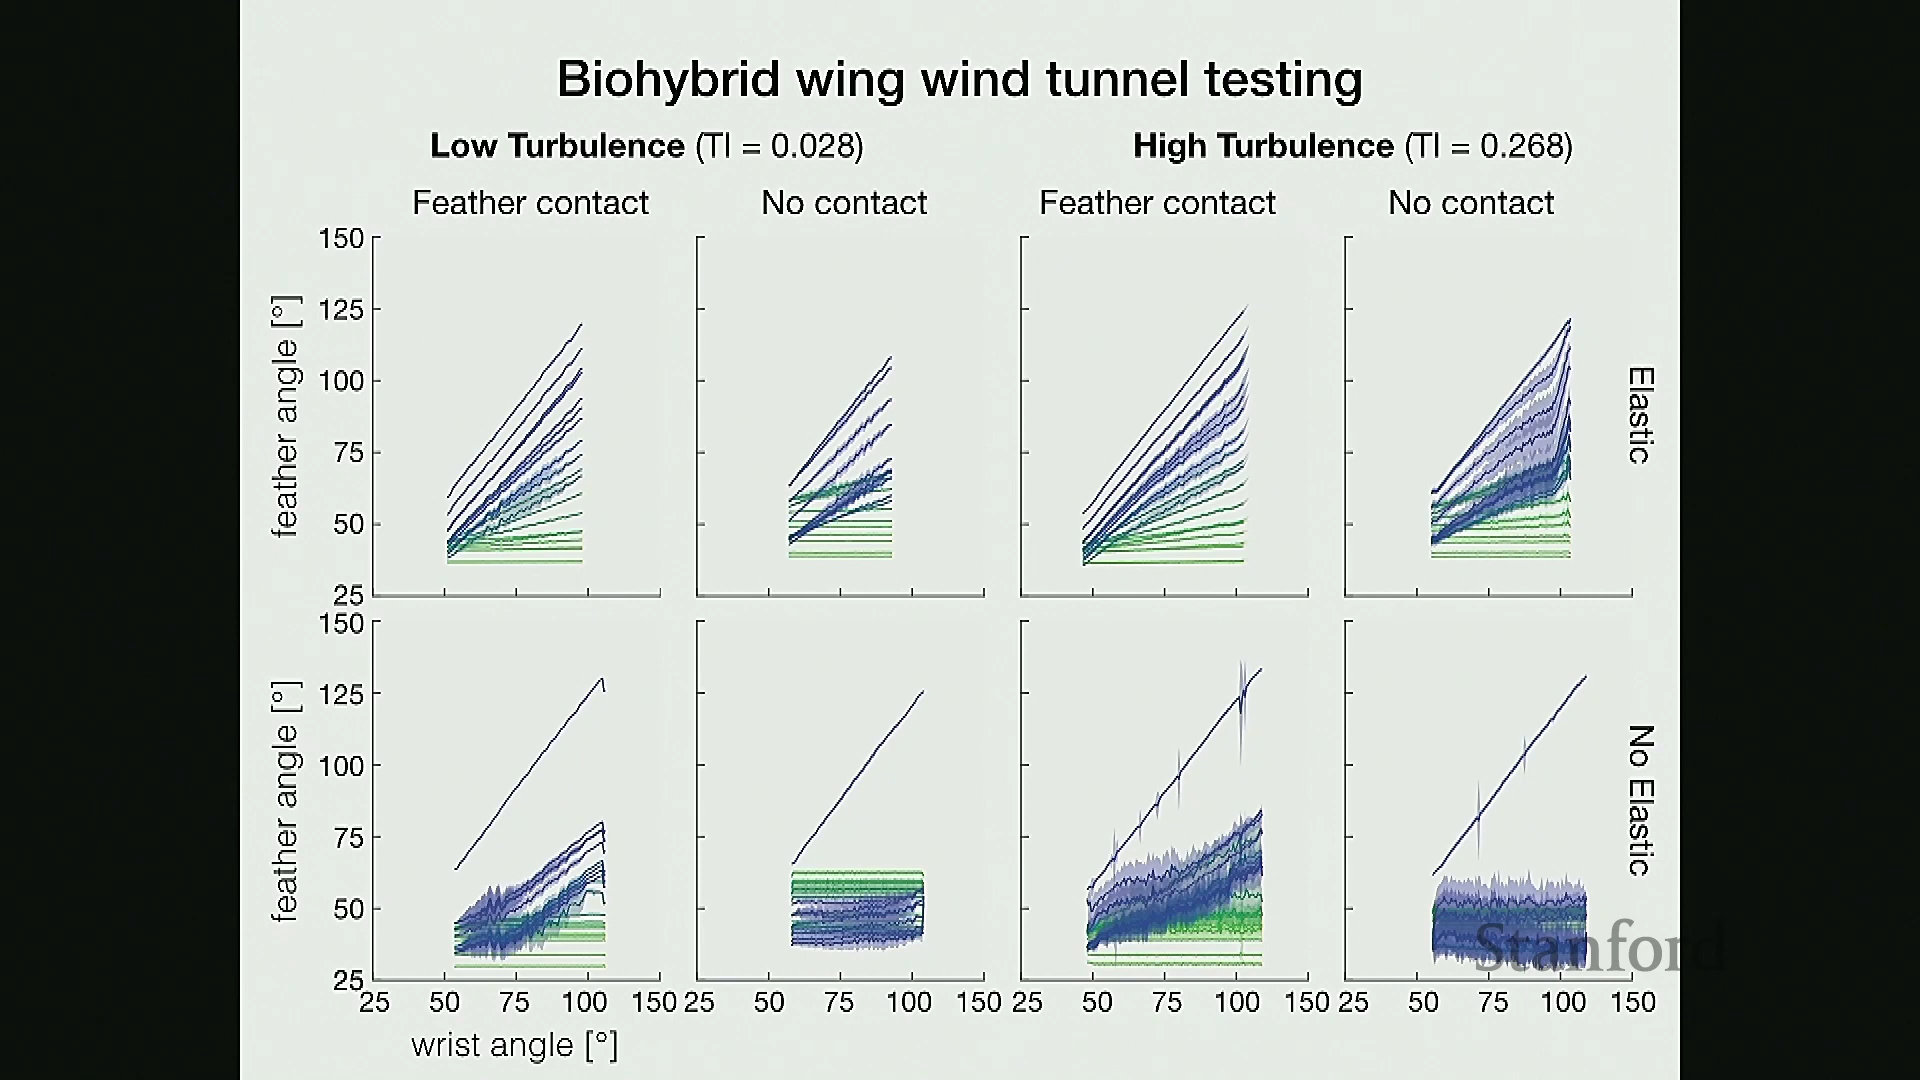 Biohybrid wing wind tunnel testing
Low Turbulence (TI = 0.028)
High Turbulence (TI = 0.268)
Feather contact
No contact
Feather contact
No contact
150
125
100
75
50
25
feather angle [°]
Elastic
150
125
100
75
50
25
feather angle [°]
No Elastic
25 50 75 100 150
25 50 75 100 150
25 50 75 100 150
25 50 75 100 150
wrist angle [°]
Stanford